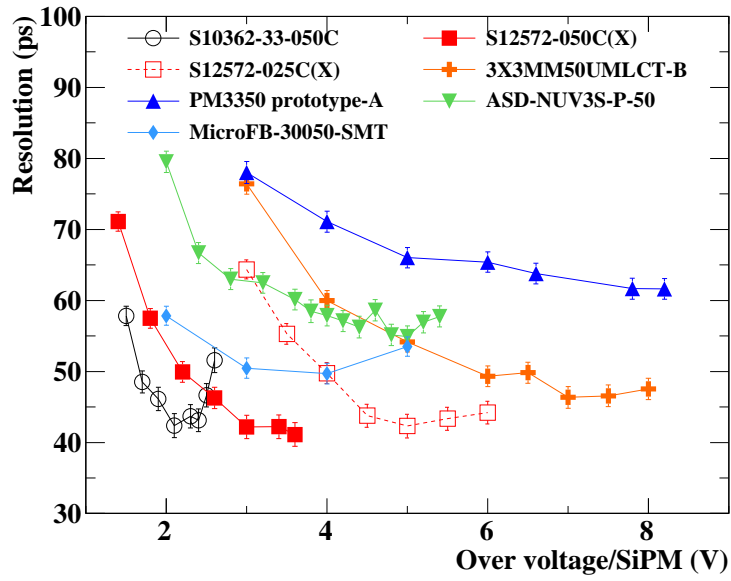 Resolution (ps)
100
90
80
70
60
50
40
30
S10362-33-050C
S12572-050C(X)
S12572-025C(X)
3X3MM50UMLCT-B
PM3350 prototype-A
ASD-NUV3S-P-50
MicroFB-30050-SMT
2
4
6
8
Over voltage/SiPM (V)